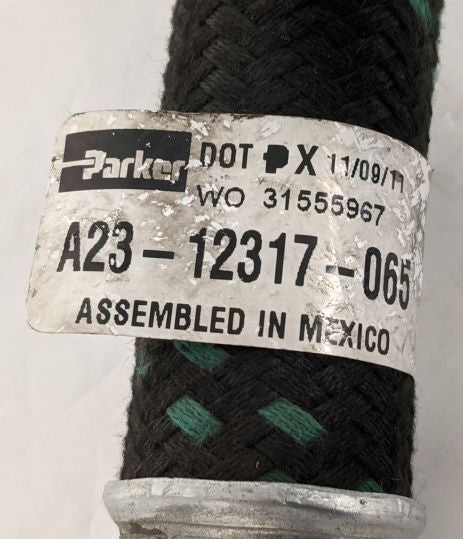 Parker DOT P X 11/09/11
WO 31555967
A23-12317-065
ASSEMBLED IN MEXICO